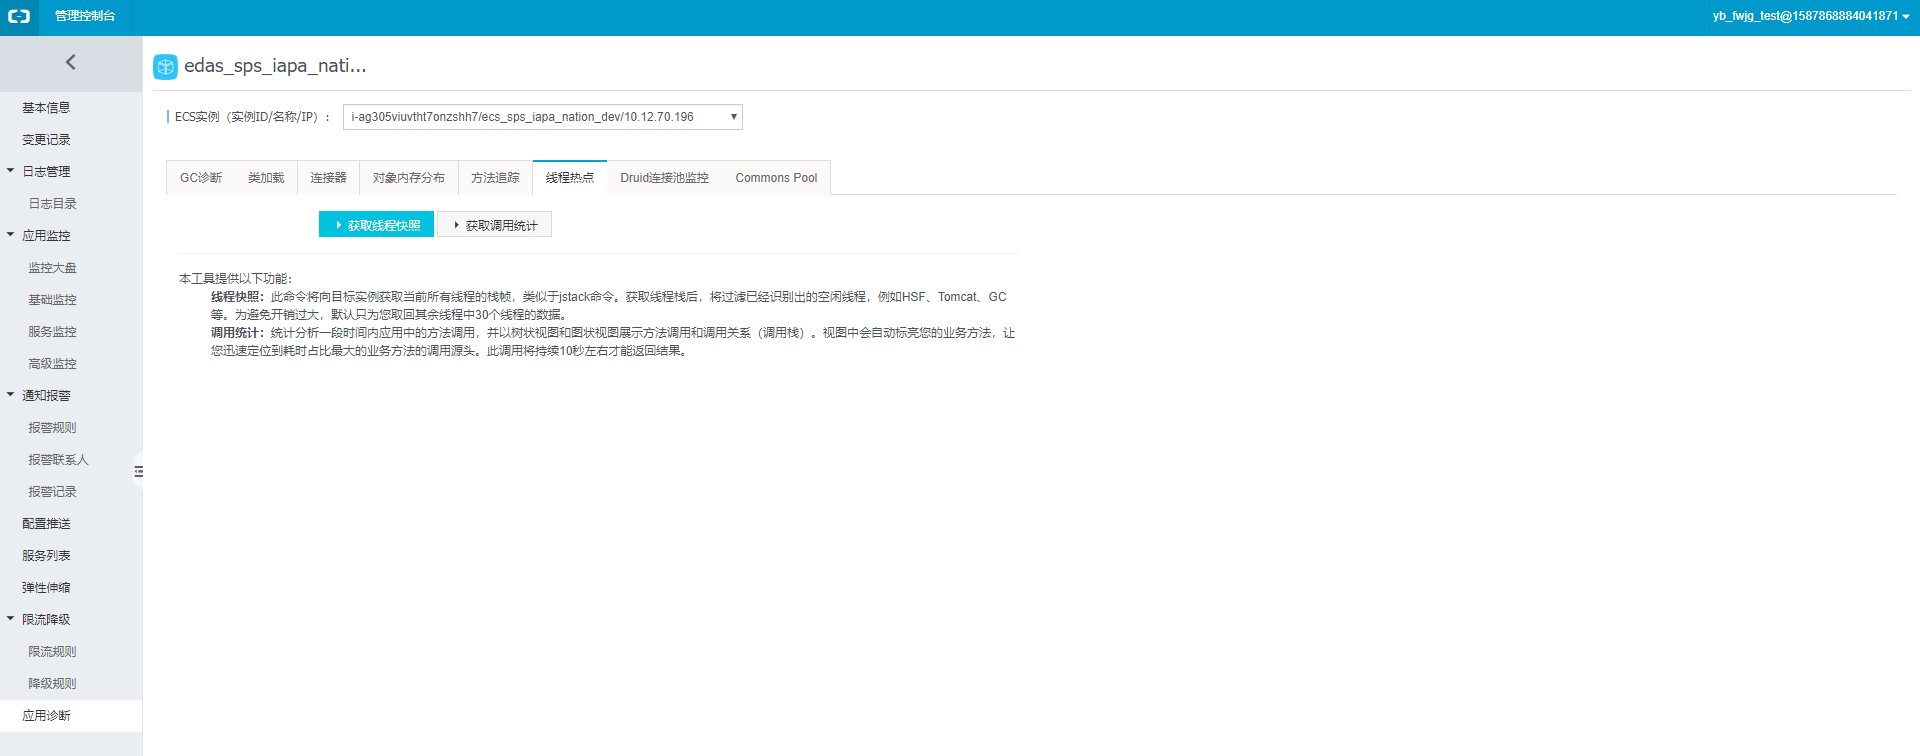 管理控制台
yb_fwjg_test@1587868884041871
edas_sps_iapa_nati...
基本信息
变更记录
日志管理
日志目录
应用监控
监控大盘
基础监控
服务监控
高级监控
通知报警
报警规则
报警联系人
报警记录
配置推送
服务列表
弹性伸缩
限流降级
限流规则
降级规则
应用诊断
ECS实例（实例ID/名称/IP）：
i-ag305viuvtht7onzshh7/ecs_sps_iapa_nation_dev/10.12.70.196
GC诊断 类加载 连接器 对象内存分布 方法追踪 线程热点 Druid连接池监控 Commons Pool
获取线程快照 获取调用统计
本工具提供以下功能：
线程快照：此命令将向目标实例获取当前所有线程的栈帧，类似于jstack命令。获取线程栈后，将过滤已经识别出的空闲线程，例如HSF、Tomcat、GC
等。为避免开销过大，默认只为您取回其余线程中30个线程的数据。
调用统计：统计分析一段时间内应用中的方法调用，并以树状视图和图状视图展示方法调用和调用关系（调用栈）。视图中会自动标亮您的业务方法，让
您迅速定位到耗时占比最大的业务方法的调用源头。此调用将持续10秒左右才能返回结果。